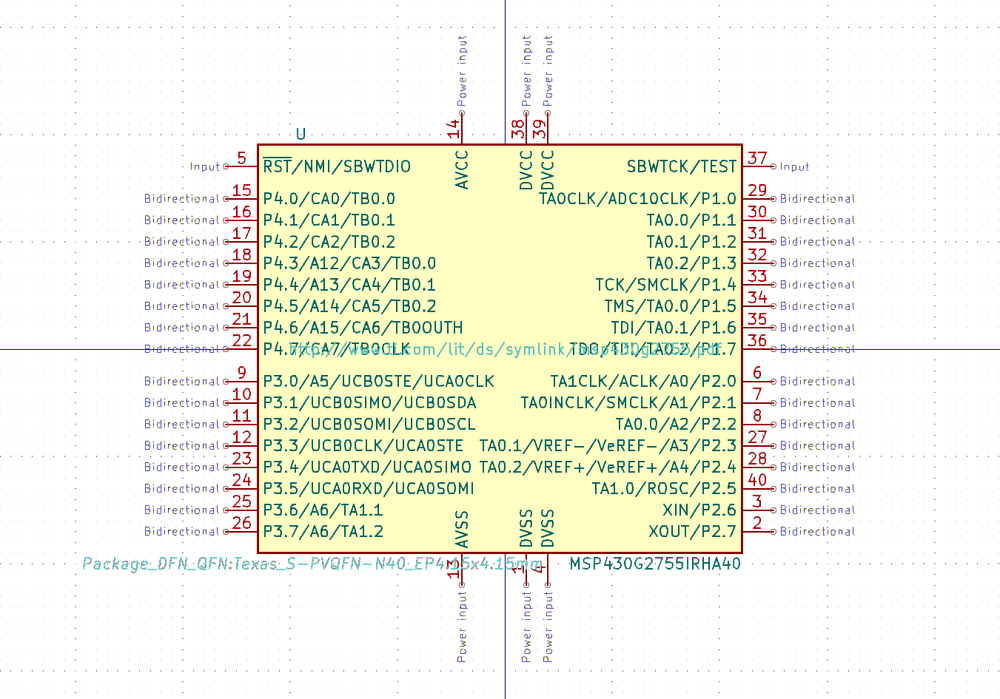 Power input Power input Power input
14 38 39
U
AVCC DVCC DVCC
Input 5 RST/NMI/SBWTDIO SBWTCK/TEST 37 Input
Bidirectional 15 P4.0/CA0/TB0.0 TA0CLK/ADC10CLK/P1.0 29 Bidirectional
Bidirectional 16 P4.1/CA1/TB0.1 TA0.0/P1.1 30 Bidirectional
Bidirectional 17 P4.2/CA2/TB0.2 TA0.1/P1.2 31 Bidirectional
Bidirectional 18 P4.3/A12/CA3/TB0.0 TA0.2/P1.3 32 Bidirectional
Bidirectional 19 P4.4/A13/CA4/TB0.1 TCK/SMCLK/P1.4 33 Bidirectional
Bidirectional 20 P4.5/A14/CA5/TB0.2 TMS/TA0.0/P1.5 34 Bidirectional
Bidirectional 21 P4.6/A15/CA6/TB0OUTH TDI/TA0.1/P1.6 35 Bidirectional
Bidirectional 22 P4.7/CA7/TB0CLK TDO/TDI/TA0.2/P1.7 36 Bidirectional
http://www.ti.com/lit/ds/symlink/msp430g2755.pdf
Bidirectional 9 P3.0/A5/UCB0STE/UCA0CLK TA1CLK/ACLK/A0/P2.0 6 Bidirectional
Bidirectional 10 P3.1/UCB0SIMO/UCB0SDA TA0INCLK/SMCLK/A1/P2.1 7 Bidirectional
Bidirectional 11 P3.2/UCB0SOMI/UCB0SCL TA0.0/A2/P2.2 8 Bidirectional
Bidirectional 12 P3.3/UCB0CLK/UCA0STE TA0.1/VREF-/VeREF-/A3/P2.3 27 Bidirectional
Bidirectional 23 P3.4/UCA0TXD/UCA0SIMO TA0.2/VREF+/VeREF+/A4/P2.4 28 Bidirectional
Bidirectional 24 P3.5/UCA0RXD/UCA0SOMI TA1.0/ROSC/P2.5 40 Bidirectional
Bidirectional 25 P3.6/A6/TA1.1 XIN/P2.6 3 Bidirectional
Bidirectional 26 P3.7/A6/TA1.2 XOUT/P2.7 2 Bidirectional
AVSS DVSS DVSS
Package_DFN_QFN:Texas_S-PVQFN-N40_EP4.15x4.15mm MSP430G2755IRHA40
13 1 4
Power input Power input Power input